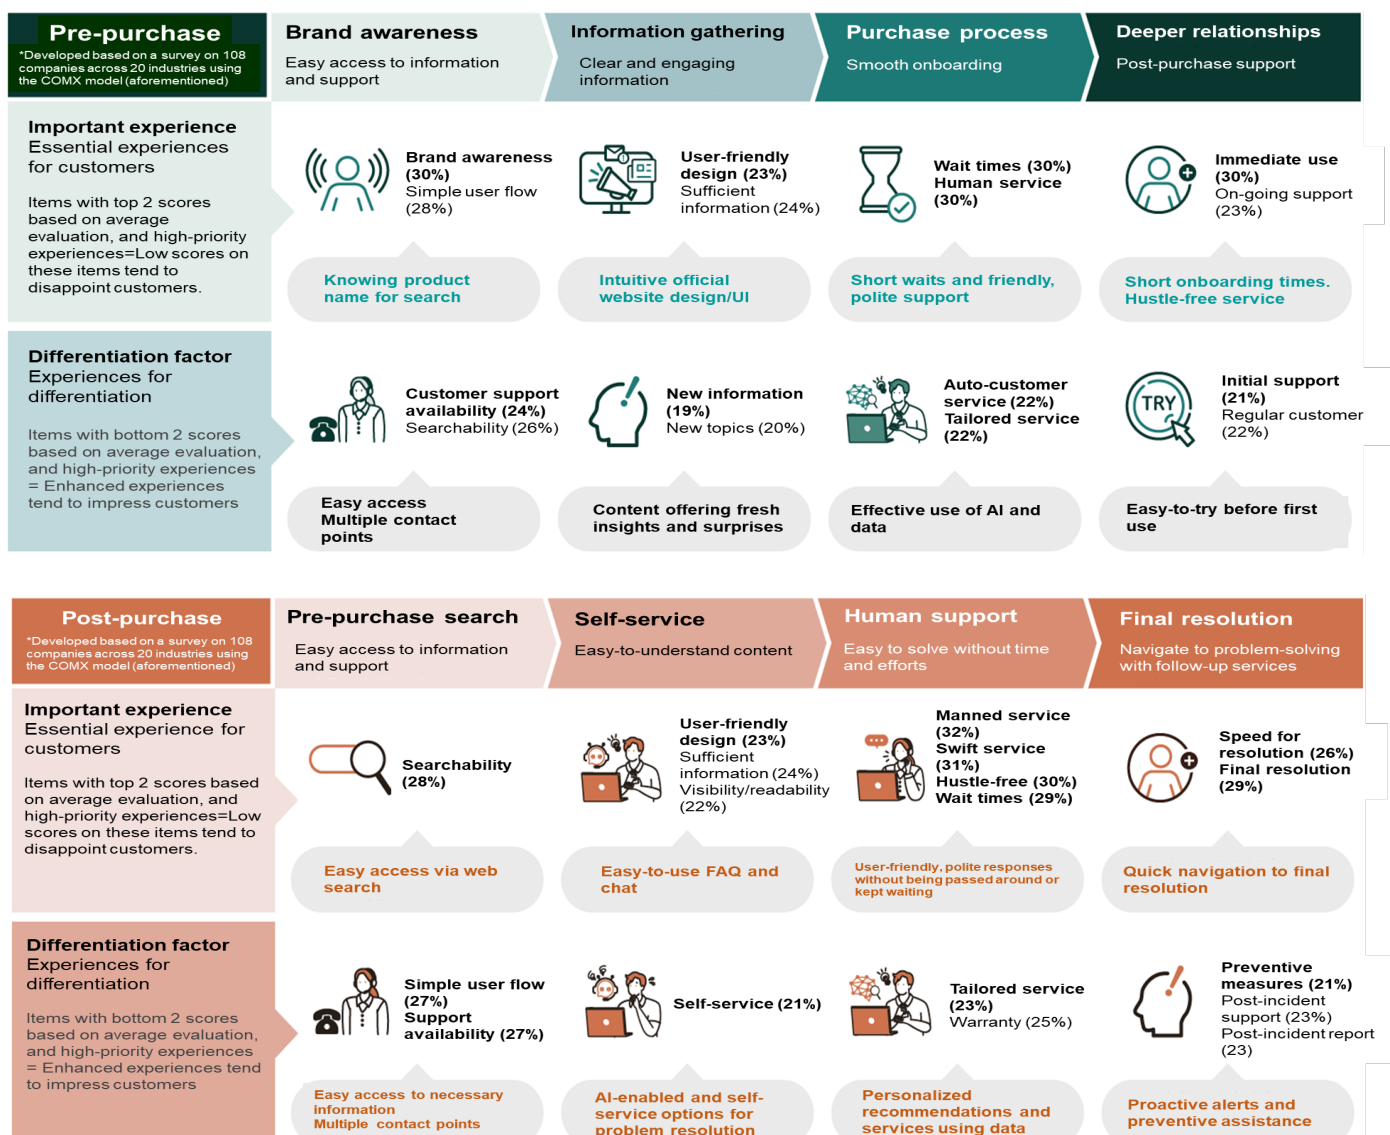 Pre-purchase
*Developed based on a survey on 108
companies across 20 industries using
the COMX model (aforementioned)
Brand awareness
Easy access to information
and support
Information gathering
Clear and engaging
information
Purchase process
Smooth onboarding
Deeper relationships
Post-purchase support
Important experience
Essential experiences
for customers
Items with top 2 scores
based on average
evaluation, and high-priority
experiences=Low scores on
these items tend to
disappoint customers.
Brand awareness
(30%)
Simple user flow
(28%)
User-friendly
design (23%)
Sufficient
information (24%)
Wait times (30%)
Human service
(30%)
Immediate use
(30%)
On-going support
(23%)
Knowing product
name for search
Intuitive official
website design/UI
Short waits and friendly,
polite support
Short onboarding times.
Hustle-free service
Differentiation factor
Experiences for
differentiation
Items with bottom 2 scores
based on average evaluation,
and high-priority experiences
= Enhanced experiences
tend to impress customers
Customer support
availability (24%)
Searchability (26%)
New information
(19%)
New topics (20%)
Auto-customer
service (22%)
Tailored service
(22%)
TRY
Initial support
(21%)
Regular customer
(22%)
Easy access
Multiple contact
points
Content offering fresh
insights and surprises
Effective use of AI and
data
Easy-to-try before first
use
Post-purchase
*Developed based on a survey on 108
companies across 20 industries using
the COMX model (aforementioned)
Pre-purchase search
Easy access to information
and support
Self-service
Easy-to-understand content
Human support
Easy to solve without time
and efforts
Final resolution
Navigate to problem-solving
with follow-up services
Important experience
Essential experience for
customers
Items with top 2 scores based
on average evaluation, and
high-priority experiences=Low
scores on these items tend to
disappoint customers.
Searchability
(28%)
User-friendly
design (23%)
Sufficient
information (24%)
Visibility/readability
(22%)
Manned service
(32%)
Swift service
(31%)
Hustle-free (30%)
Wait times (29%)
Speed for
resolution (26%)
Final resolution
(29%)
Easy access via web
search
Easy-to-use FAQ and
chat
User-friendly, polite responses
without being passed around or
kept waiting
Quick navigation to final
resolution
Differentiation factor
Experiences for
differentiation
Items with bottom 2 scores
based on average evaluation,
and high-priority experiences
= Enhanced experiences tend
to impress customers
Simple user flow
(27%)
Support
availability (27%)
Self-service (21%)
Tailored service
(23%)
Warranty (25%)
Preventive
measures (21%)
Post-incident
support (23%)
Post-incident report
(23)
Easy access to necessary
information
Multiple contact points
AI-enabled and self-
service options for
problem resolution
Personalized
recommendations and
services using data
Proactive alerts and
preventive assistance